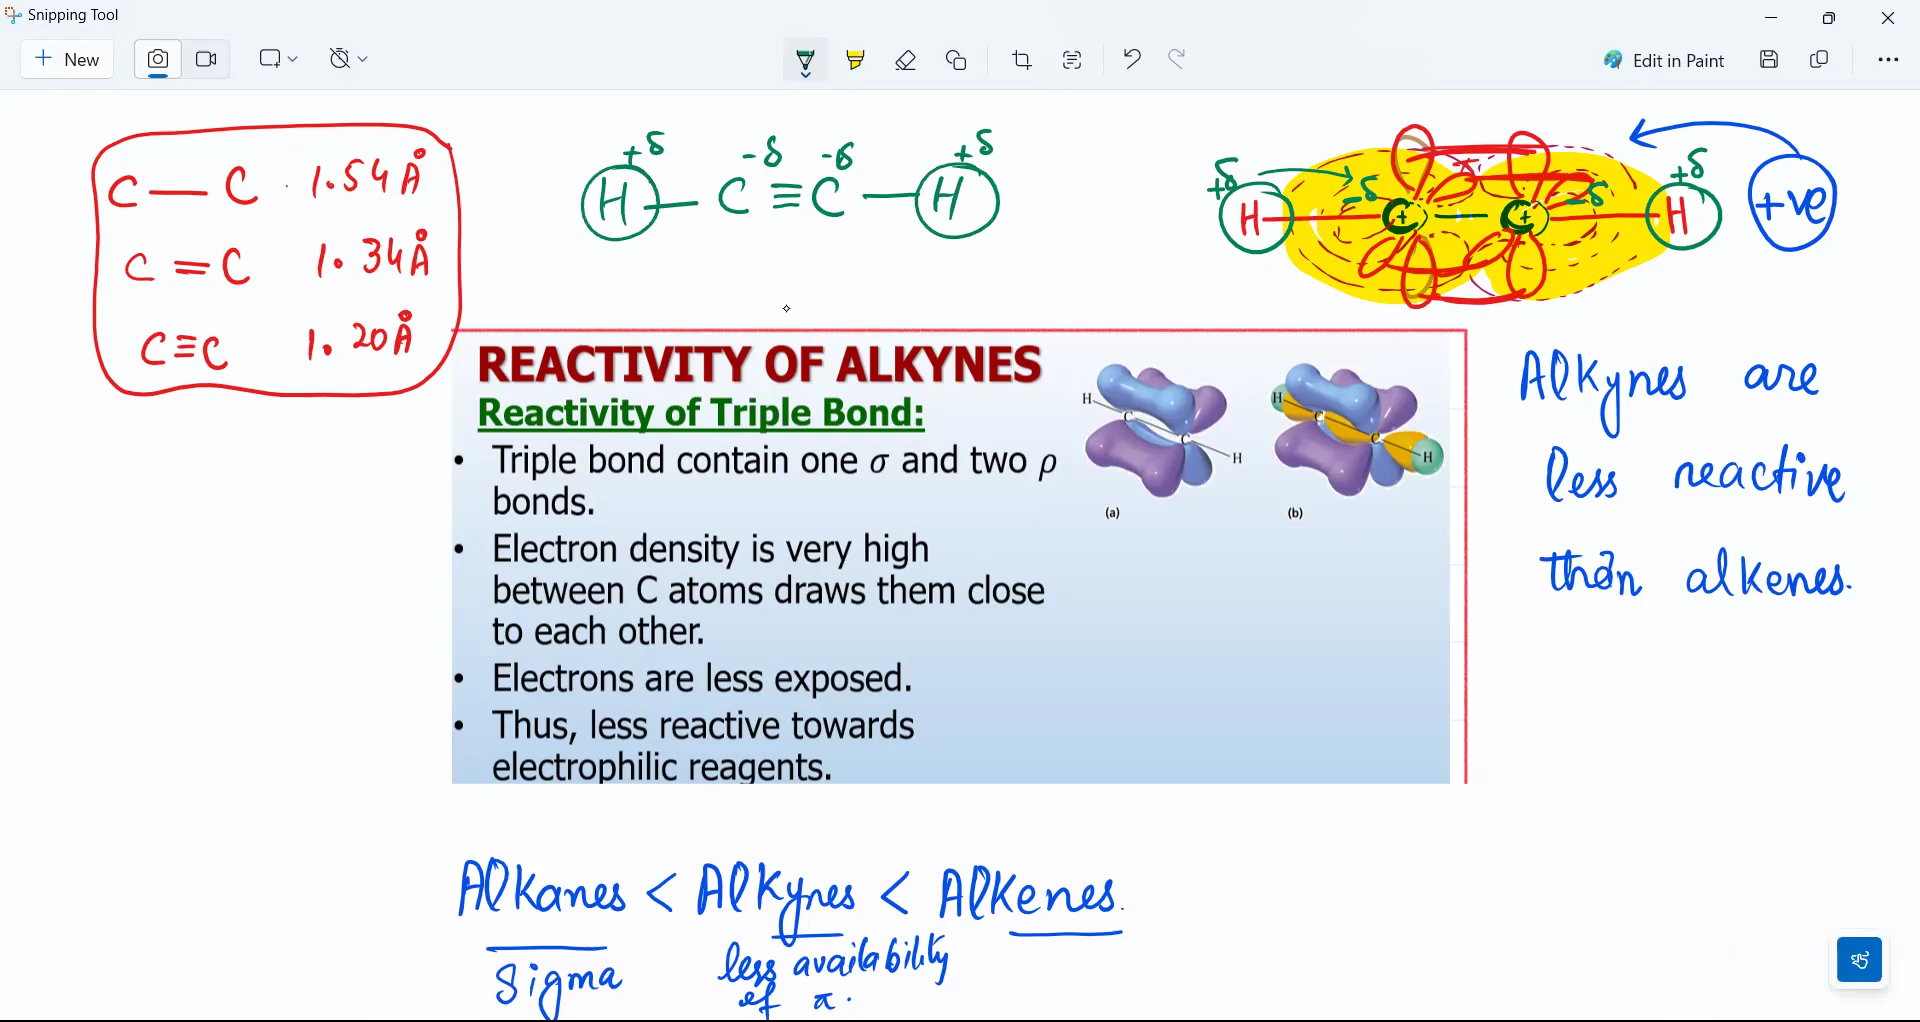 Snipping Tool
New
Edit in Paint
C — C 1.54 Å
C = C 1.34 Å
C ≡ C 1.20 Å
+δ -δ -δ +δ
H — C ≡ C — H
+δ -δ -δ +δ
H + + H +ve
π
REACTIVITY OF ALKYNES
Reactivity of Triple Bond:
• Triple bond contain one σ and two ρ
bonds.
• Electron density is very high
between C atoms draws them close
to each other.
• Electrons are less exposed.
• Thus, less reactive towards
electrophilic reagents.
H C C H
(a)
H C C H
(b)
Alkynes are
less reactive
than alkenes.
Alkanes < Alkynes < Alkenes.
Sigma
less availability
of π.